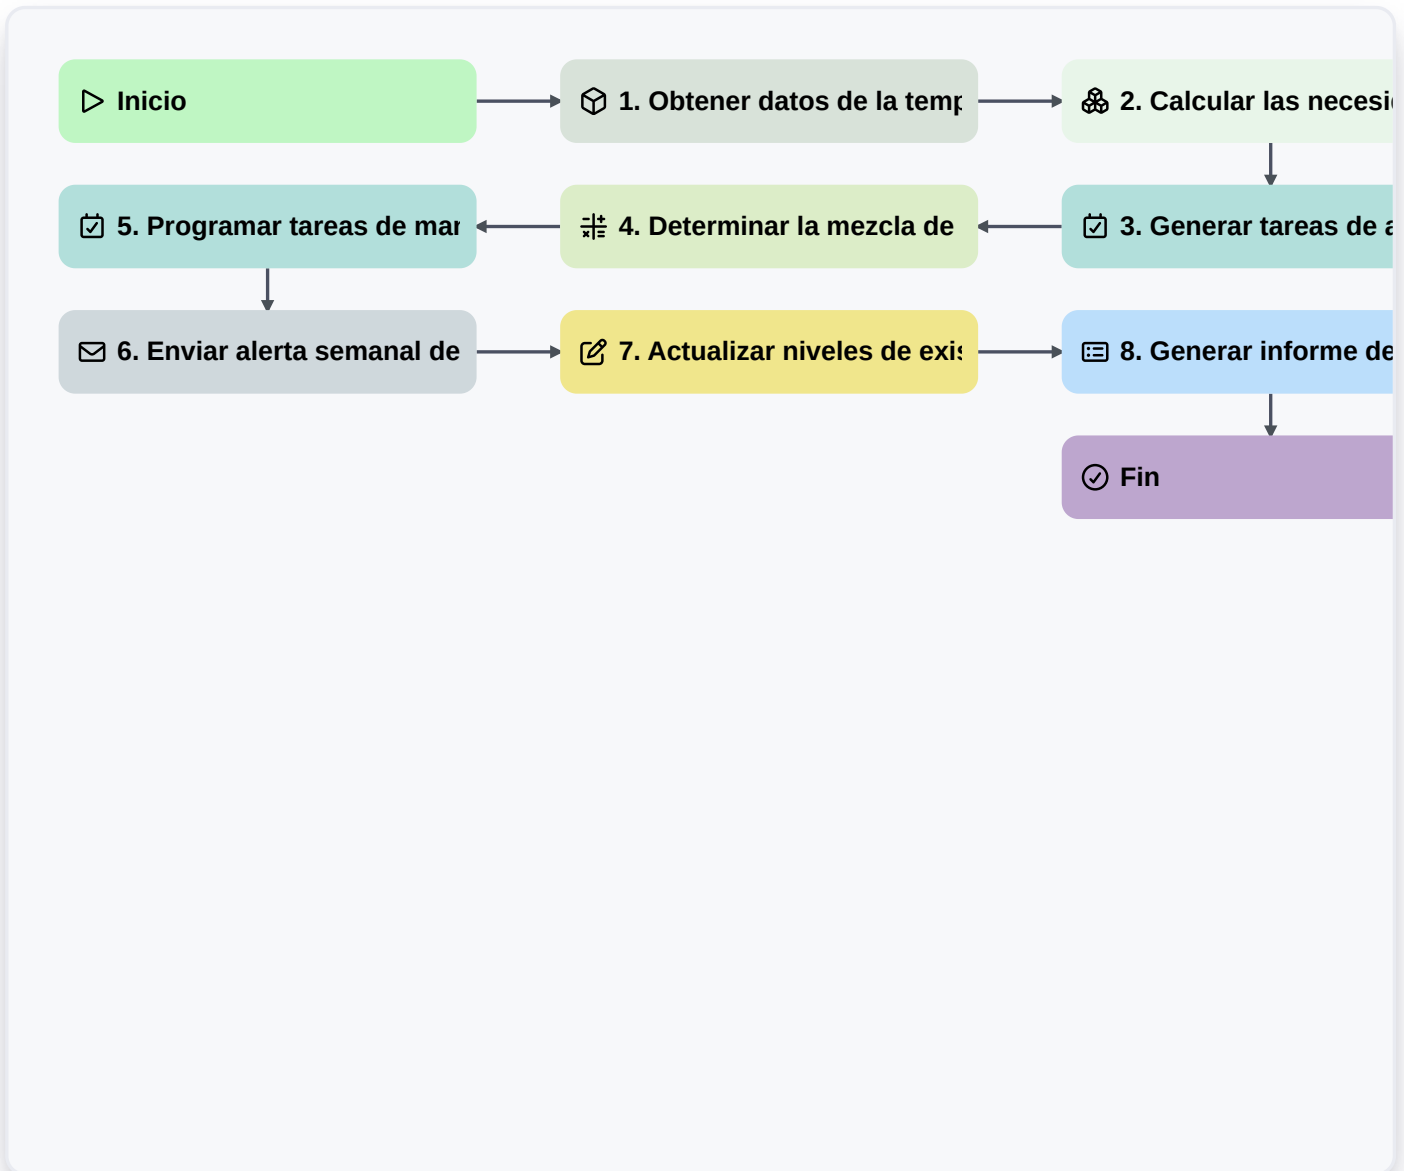 Inicio
1. Obtener datos de la temp
2. Calcular las necesi
5. Programar tareas de mar
4. Determinar la mezcla de
3. Generar tareas de a
6. Enviar alerta semanal de
7. Actualizar niveles de exis
8. Generar informe de
Fin